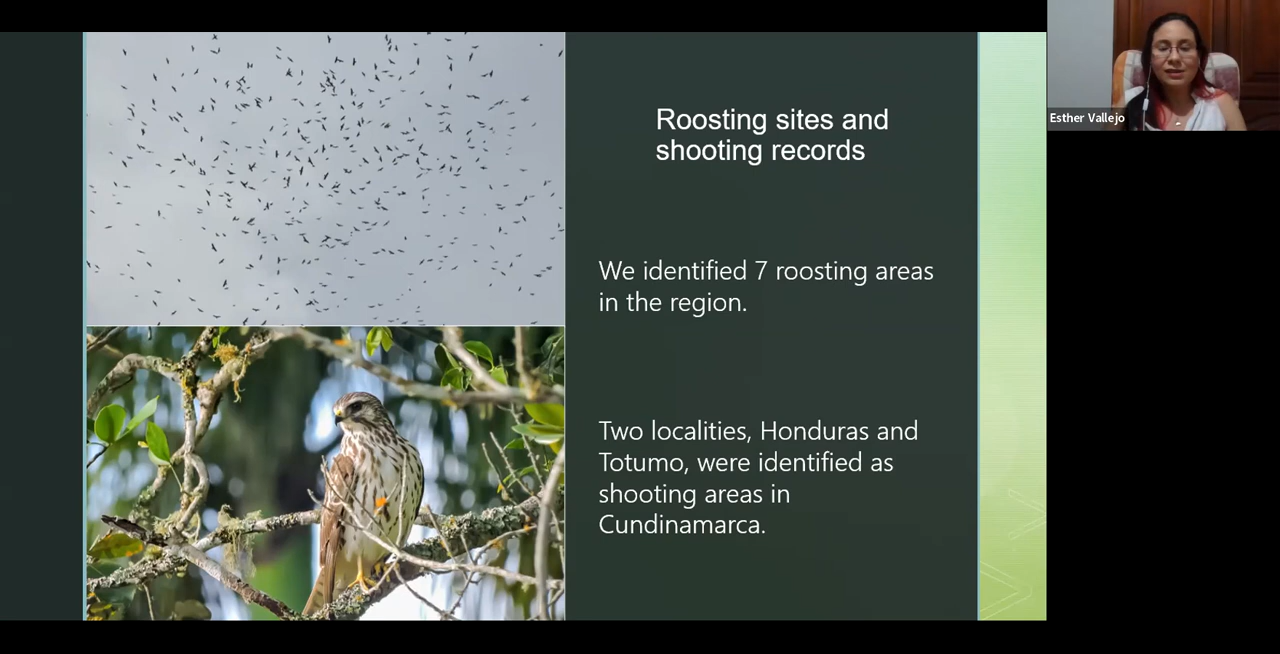 Roosting sites and
shooting records
We identified 7 roosting areas
in the region.
Two localities, Honduras and
Totumo, were identified as
shooting areas in
Cundinamarca.
Esther Vallejo